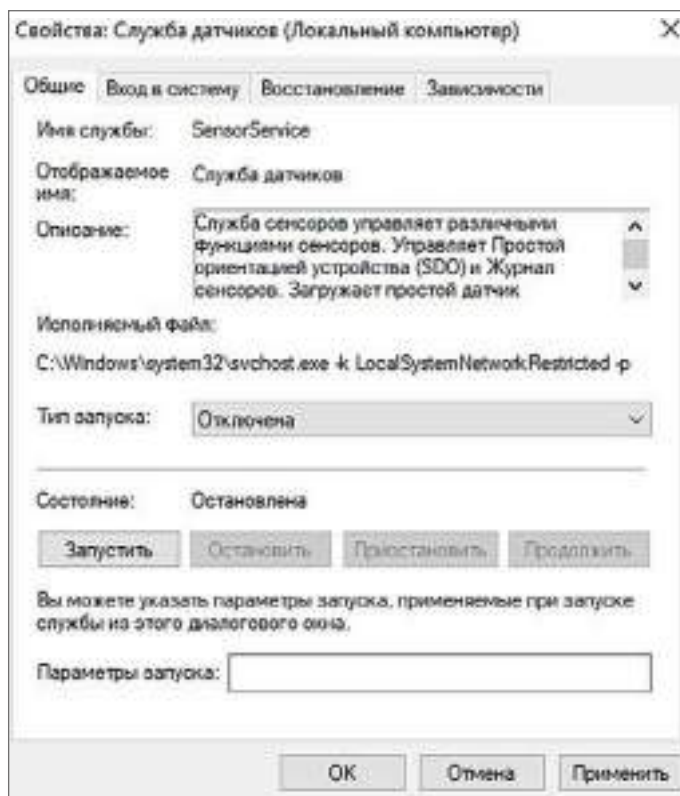 Свойства: Служба датчиков (Локальный компьютер)
Общие Вход в систему Восстановление Зависимости
Имя службы: SensorService
Отображаемое имя: Служба датчиков
Описание: Служба сенсоров управляет различными
функциями сенсоров. Управляет Простой
ориентацией устройства (SDO) и Журнал
сенсоров. Загружает простой датчик
Исполняемый файл:
C:\Windows\system32\svchost.exe -k LocalSystemNetworkRestricted -p
Тип запуска: Отключена
Состояние: Остановлена
Запустить Остановить Приостановить Продолжить
Вы можете указать параметры запуска, применяемые при запуске
службы из этого диалогового окна.
Параметры запуска:
ОК Отмена Применить